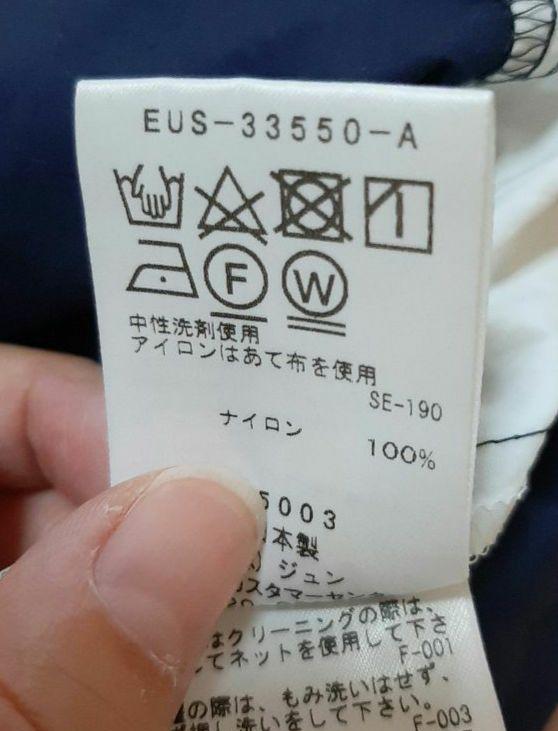 EUS-33550-A
F W
中性洗剤使用
アイロンはあて布を使用
SE-190
ナイロン 100%
5003
本製
ジュン
スタマーセンタ
はクリーニングの際は、
てネットを使用して下さ
F-001
の際は、もみ洗いはせず、
押し洗いをして下さい。
F-003